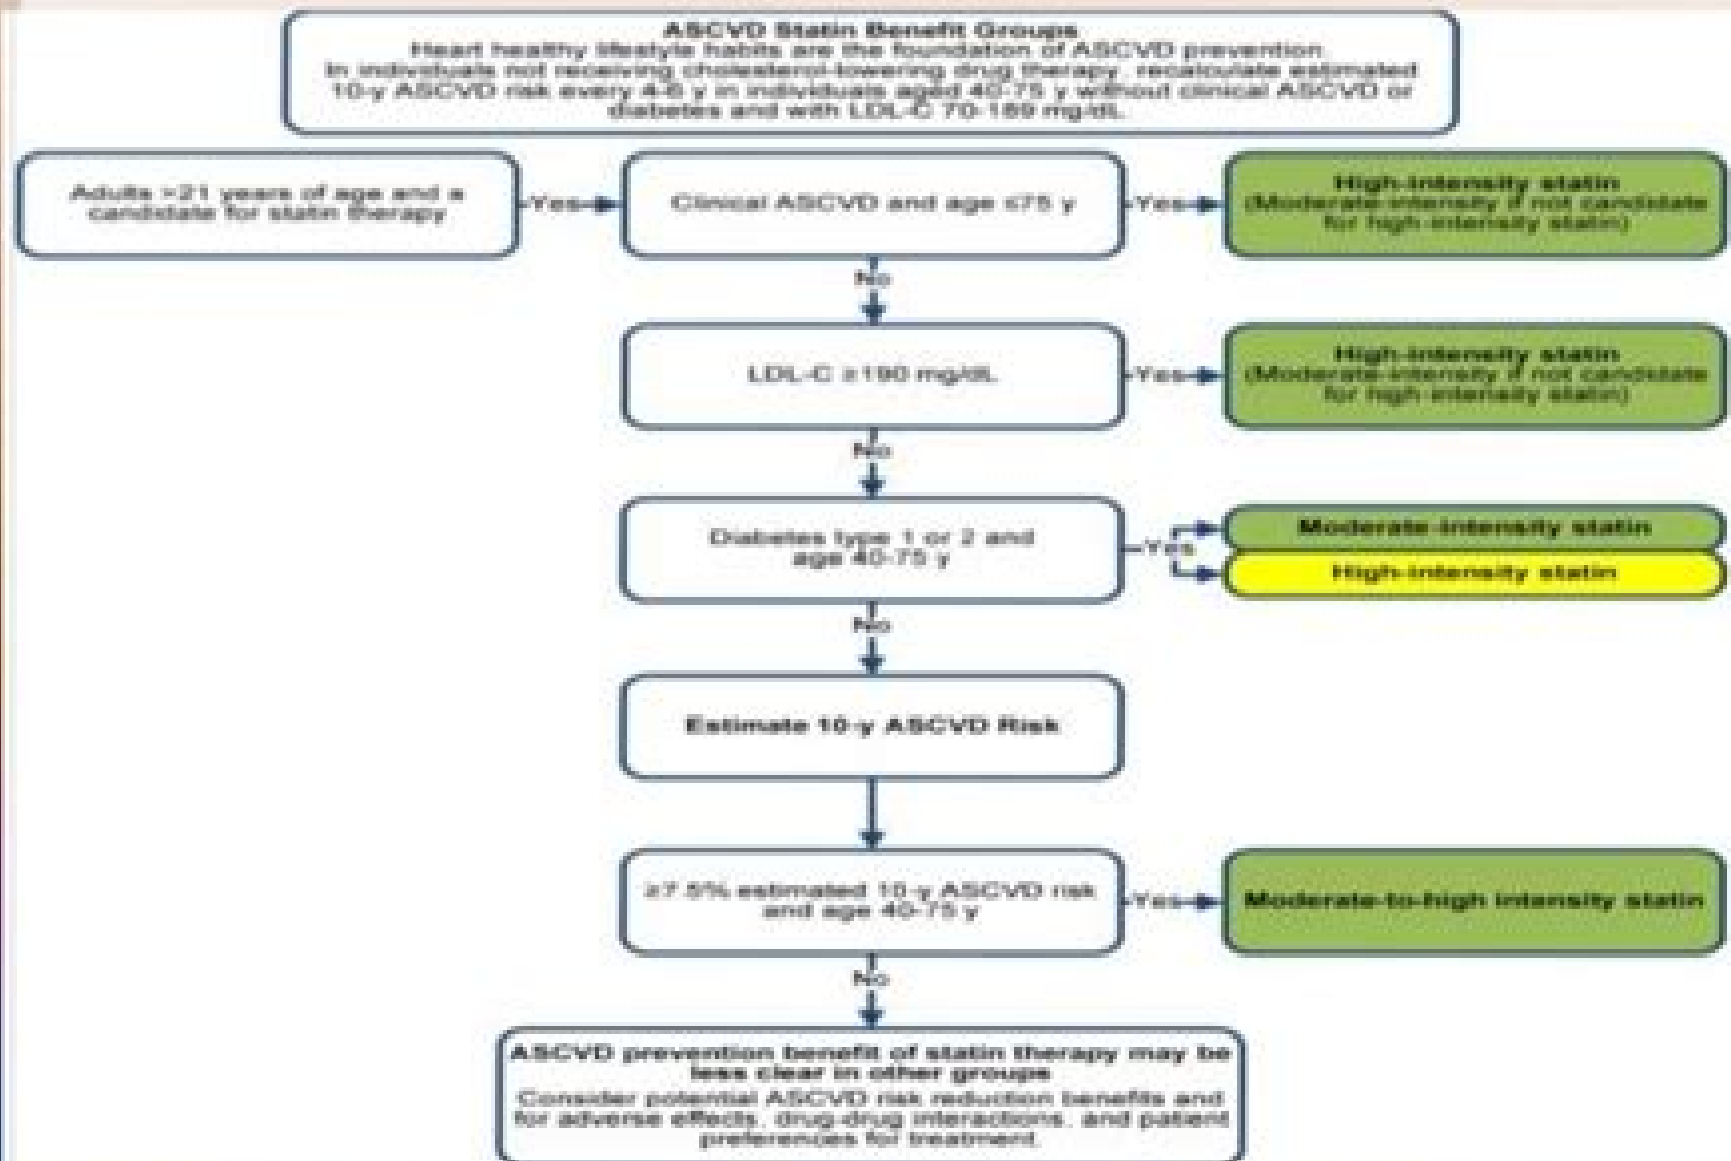 ASCVD Statin Benefit Groups
Heart healthy lifestyle habits are the foundation of ASCVD prevention.
In individuals not receiving cholesterol-lowering drug therapy, recalculate estimated
10-y ASCVD risk every 4-6 y in individuals aged 40-75 y without clinical ASCVD or
diabetes and with LDL-C 70-189 mg/dL.
Adults >21 years of age and a
candidate for statin therapy
Yes
Clinical ASCVD and age ≤75 y
Yes
High-intensity statin
(Moderate-intensity if not candidate
for high-intensity statin)
No
LDL-C ≥190 mg/dL
Yes
High-intensity statin
(Moderate-intensity if not candidate
for high-intensity statin)
No
Diabetes type 1 or 2 and
age 40-75 y
Yes
Moderate-intensity statin
High-intensity statin
No
Estimate 10-y ASCVD Risk
≥7.5% estimated 10-y ASCVD risk
and age 40-75 y
Yes
Moderate-to-high intensity statin
No
ASCVD prevention benefit of statin therapy may be
less clear in other groups
Consider potential ASCVD risk reduction benefits and
for adverse effects, drug-drug interactions, and patient
preferences for treatment.